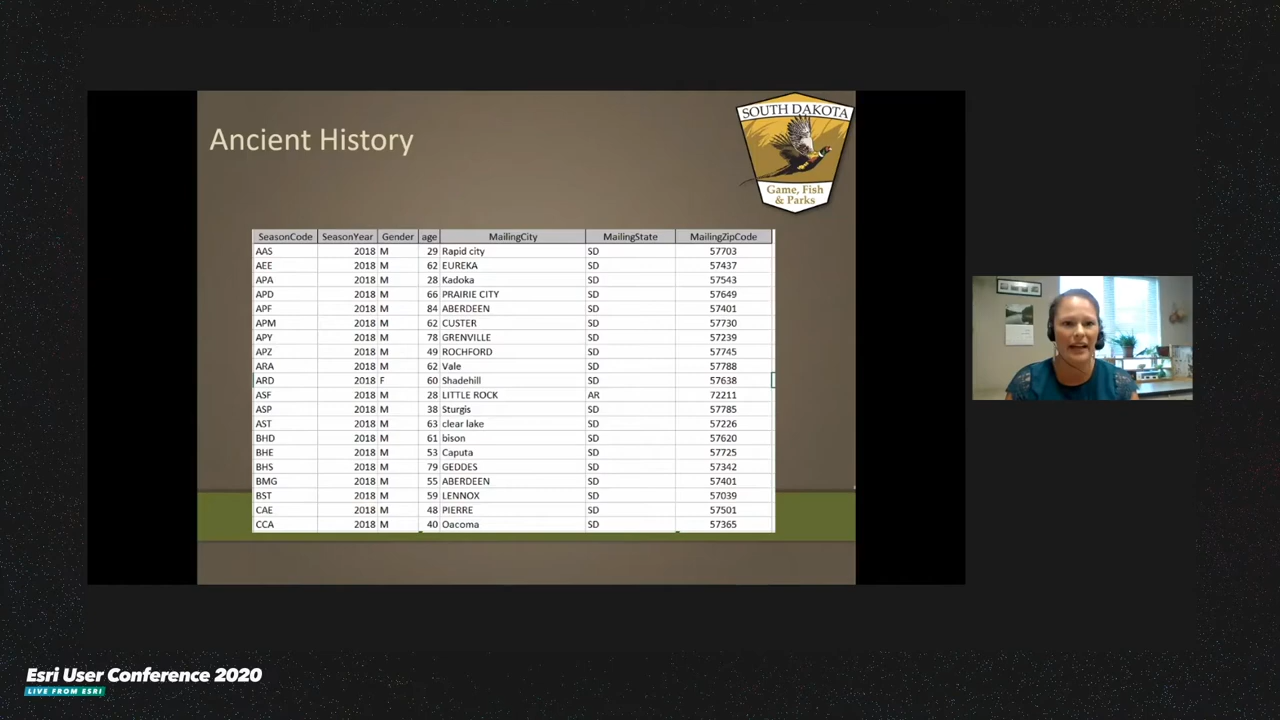 Ancient History
SOUTH DAKOTA
Game, Fish
& Parks
SeasonCode SeasonYear Gender age MailingCity MailingState MailingZipCode
AAS 2018 M 29 Rapid city SD 57703
AEE 2018 M 62 EUREKA SD 57437
APA 2018 M 28 Kadoka SD 57543
APD 2018 M 66 PRAIRIE CITY SD 57649
APF 2018 M 84 ABERDEEN SD 57401
APM 2018 M 62 CUSTER SD 57730
APY 2018 M 78 GRENVILLE SD 57239
APZ 2018 M 49 ROCHFORD SD 57745
ARA 2018 M 62 Vale SD 57788
ARD 2018 F 60 Shadehill SD 57638
ASF 2018 M 28 LITTLE ROCK AR 72211
ASP 2018 M 38 Sturgis SD 57785
AST 2018 M 63 clear lake SD 57226
BHD 2018 M 61 bison SD 57620
BHE 2018 M 53 Caputa SD 57725
BHS 2018 M 79 GEDDES SD 57342
BMG 2018 M 55 ABERDEEN SD 57401
BST 2018 M 59 LENNOX SD 57039
CAE 2018 M 48 PIERRE SD 57501
CCA 2018 M 40 Oacoma SD 57365
Esri User Conference 2020
LIVE FROM ESRI